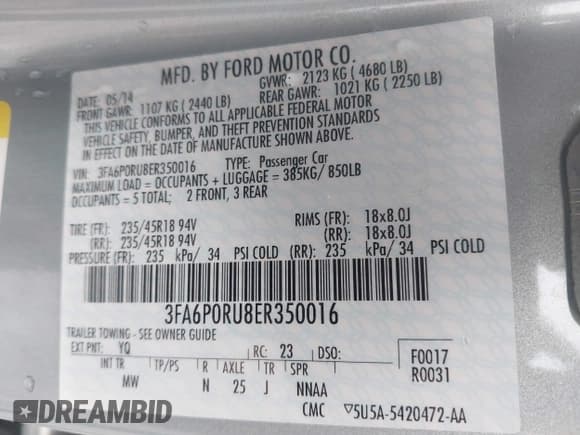 MFD. BY FORD MOTOR CO.
DATE: 05/14 GVWR: 2123 KG ( 4680 LB)
FRONT GAWR: 1107 KG ( 2440 LB) REAR GAWR: 1021 KG ( 2250 LB)
THIS VEHICLE CONFORMS TO ALL APPLICABLE FEDERAL MOTOR
VEHICLE SAFETY, BUMPER, AND THEFT PREVENTION STANDARDS
IN EFFECT ON THE DATE OF MANUFACTURE SHOWN ABOVE.
VIN: 3FA6P0RU8ER350016 TYPE: Passenger Car
MAXIMUM LOAD = OCCUPANTS + LUGGAGE = 385KG/ 850LB
OCCUPANTS = 5 TOTAL; 2 FRONT, 3 REAR
TIRE (FR): 235/45R18 94V RIMS (FR): 18x8.0J
(RR): 235/45R18 94V (RR): 18x8.0J
PRESSURE (FR): 235 kPa/ 34 PSI COLD (RR): 235 kPa/ 34 PSI COLD
3FA6P0RU8ER350016
TRAILER TOWING - SEE OWNER GUIDE
EXT PNT: YQ RC: 23 DSO: F0017
INT TR TP/PS R AXLE TR SPR R0031
MW N 25 J NNAA
CMC ▽5U5A-5420472-AA
DREAMBID